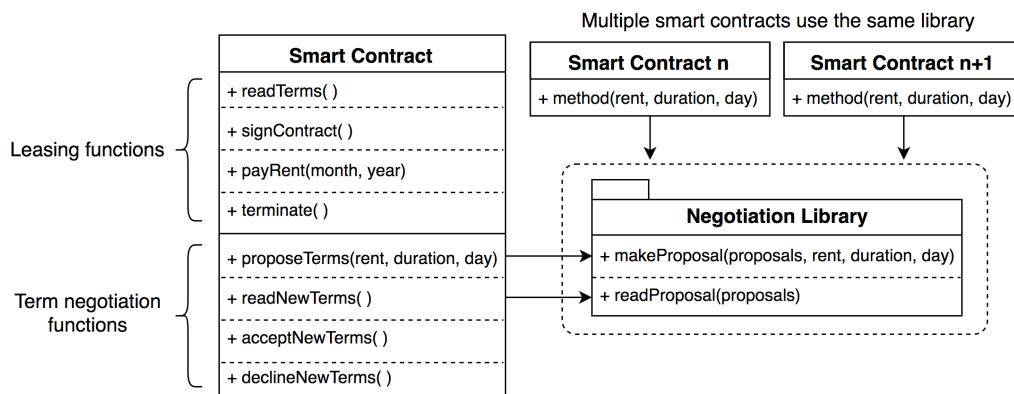 Multiple smart contracts use the same library
Smart Contract
Smart Contract n
Smart Contract n+1
+ readTerms( )
+ method(rent, duration, day)
+ method(rent, duration, day)
+ signContract( )
Leasing functions
+ payRent(month, year)
+ terminate( )
Negotiation Library
+ proposeTerms(rent, duration, day)
+ makeProposal(proposals, rent, duration, day)
Term negotiation
functions
+ readNewTerms( )
+ readProposal(proposals)
+ acceptNewTerms( )
+ declineNewTerms( )